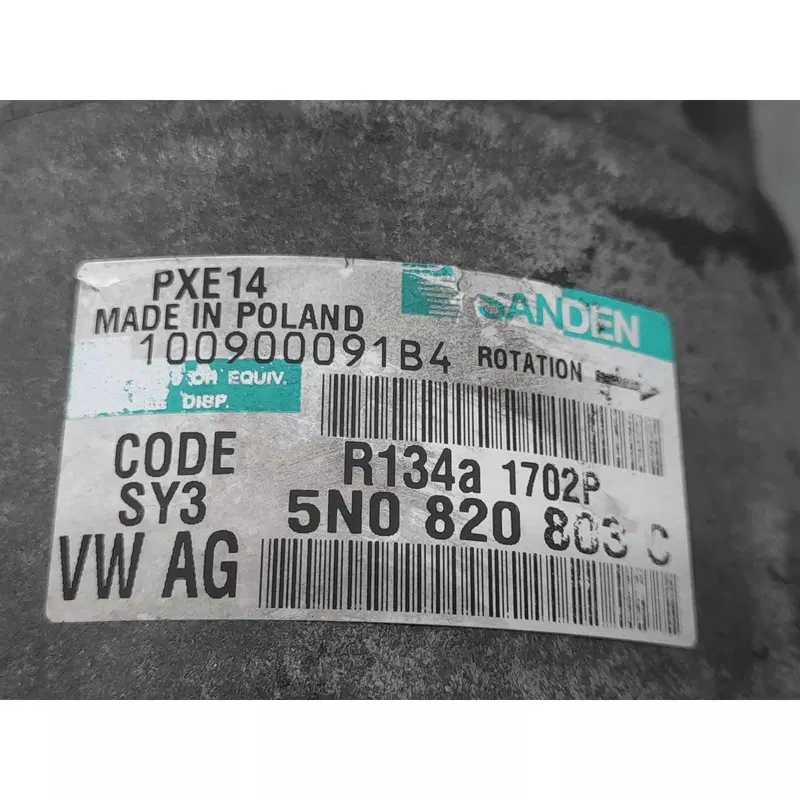 PXE14
SANDEN
MADE IN POLAND
100900091B4
ROTATION
OR EQUIV.
DISP.
CODE
R134a 1702P
SY3
5N0 820 803 C
VW AG